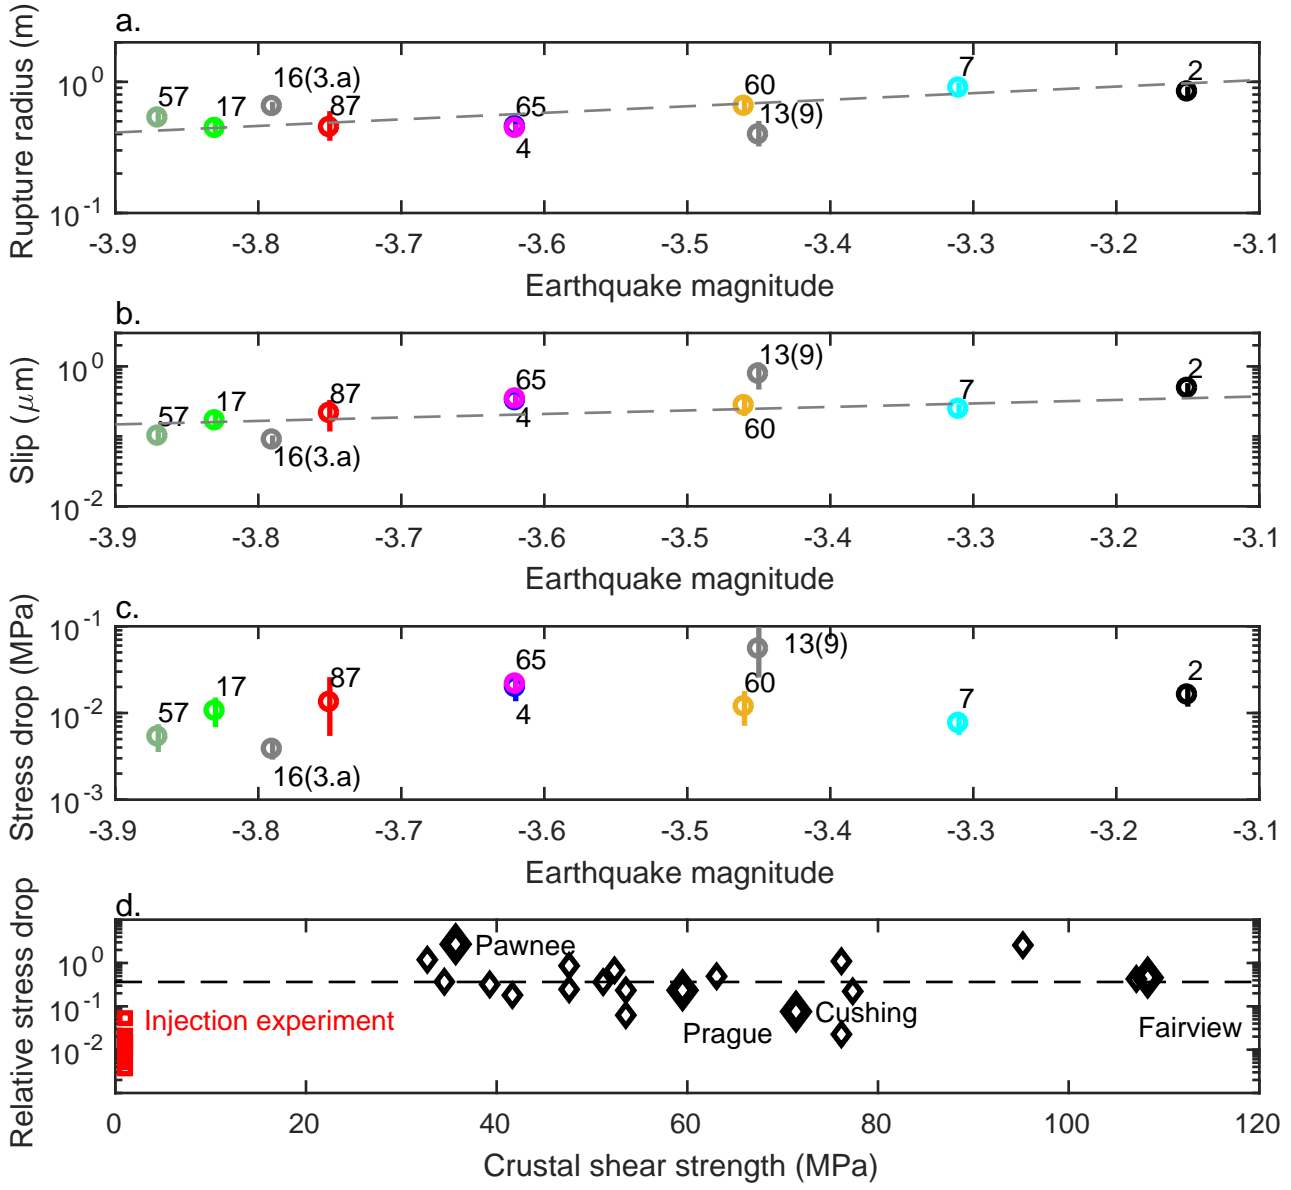 a.
Rupture radius (m)
10^0
10^-1
57
17
16(3.a)
87
65
4
60
13(9)
7
2
-3.9 -3.8 -3.7 -3.6 -3.5 -3.4 -3.3 -3.2 -3.1
Earthquake magnitude
b.
Slip (μm)
10^0
10^-2
57
17
16(3.a)
87
65
4
13(9)
60
7
2
-3.9 -3.8 -3.7 -3.6 -3.5 -3.4 -3.3 -3.2 -3.1
Earthquake magnitude
c.
Stress drop (MPa)
10^-1
10^-2
10^-3
57
17
16(3.a)
87
65
4
13(9)
60
7
2
-3.9 -3.8 -3.7 -3.6 -3.5 -3.4 -3.3 -3.2 -3.1
Earthquake magnitude
d.
Relative stress drop
10^0
10^-1
10^-2
Injection experiment
Pawnee
Prague
Cushing
Fairview
0 20 40 60 80 100 120
Crustal shear strength (MPa)